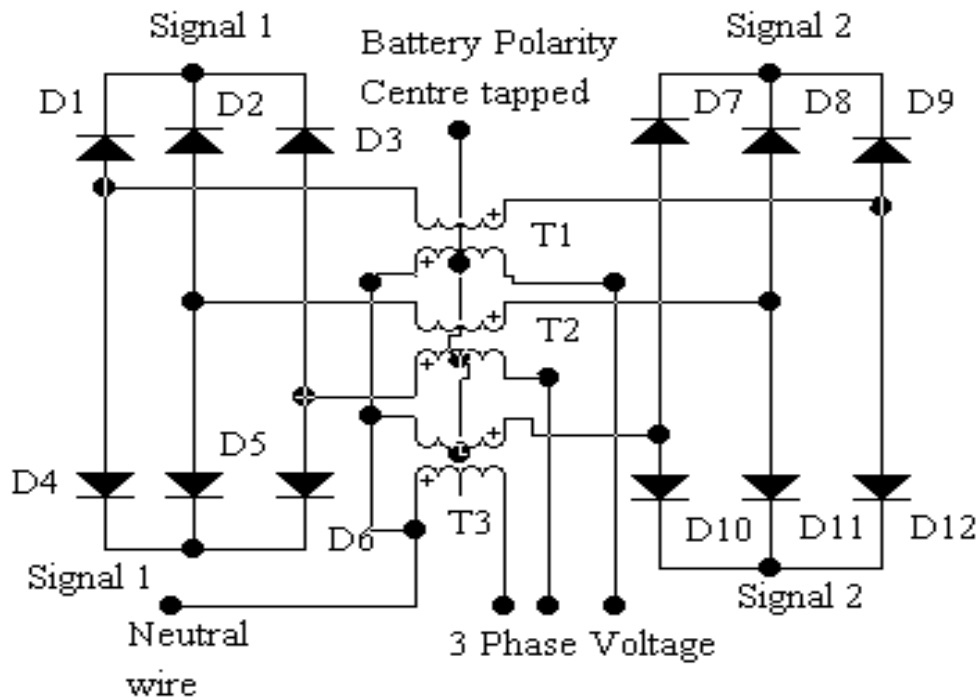 Signal 1
Battery Polarity
Centre tapped
Signal 2
D1
D2
D3
D7
D8
D9
T1
T2
D4
D5
D6
T3
D10
D11
D12
Signal 1
Signal 2
Neutral
wire
3 Phase Voltage